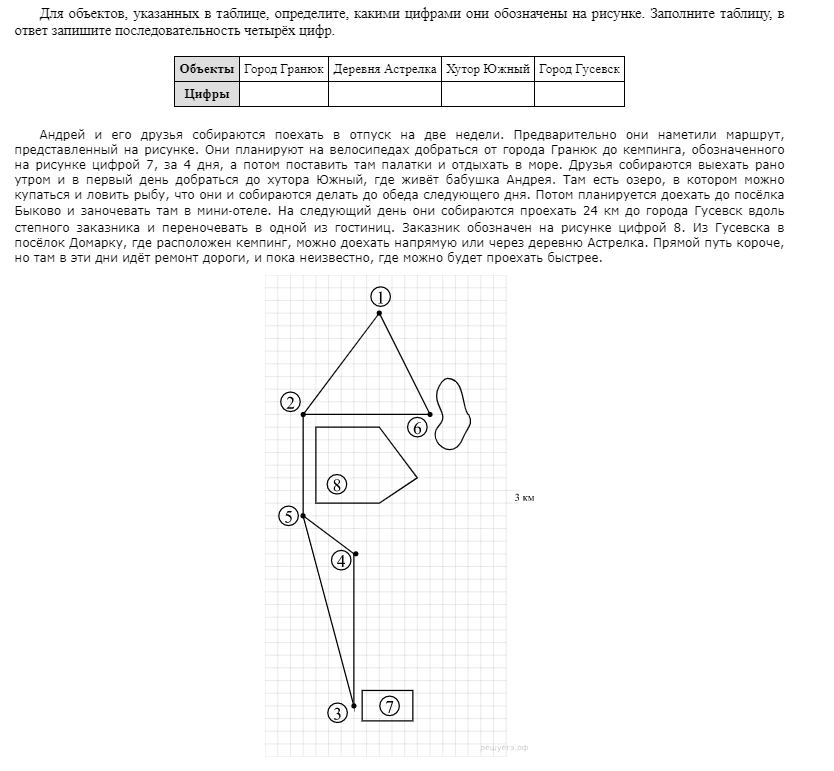 Для объектов, указанных в таблице, определите, какими цифрами они обозначены на рисунке. Заполните таблицу, в
ответ запишите последовательность четырёх цифр.
Объекты Город Гранюк Деревня Астрелка Хутор Южный Город Гусевск
Цифры
Андрей и его друзья собираются поехать в отпуск на две недели. Предварительно они наметили маршрут,
представленный на рисунке. Они планируют на велосипедах добраться от города Гранюк до кемпинга, обозначенного
на рисунке цифрой 7, за 4 дня, а потом поставить там палатки и отдыхать в море. Друзья собираются выехать рано
утром и в первый день добраться до хутора Южный, где живёт бабушка Андрея. Там есть озеро, в котором можно
купаться и ловить рыбу, что они и собираются делать до обеда следующего дня. Потом планируется доехать до посёлка
Быково и заночевать там в мини-отеле. На следующий день они собираются проехать 24 км до города Гусевск вдоль
степного заказника и переночевать в одной из гостиниц. Заказник обозначен на рисунке цифрой 8. Из Гусевска в
посёлок Домарку, где расположен кемпинг, можно доехать напрямую или через деревню Астрелка. Прямой путь короче,
но там в эти дни идёт ремонт дороги, и пока неизвестно, где можно будет проехать быстрее.
1
2
6
8
3 км
5
4
3
7
решуегэ.рф